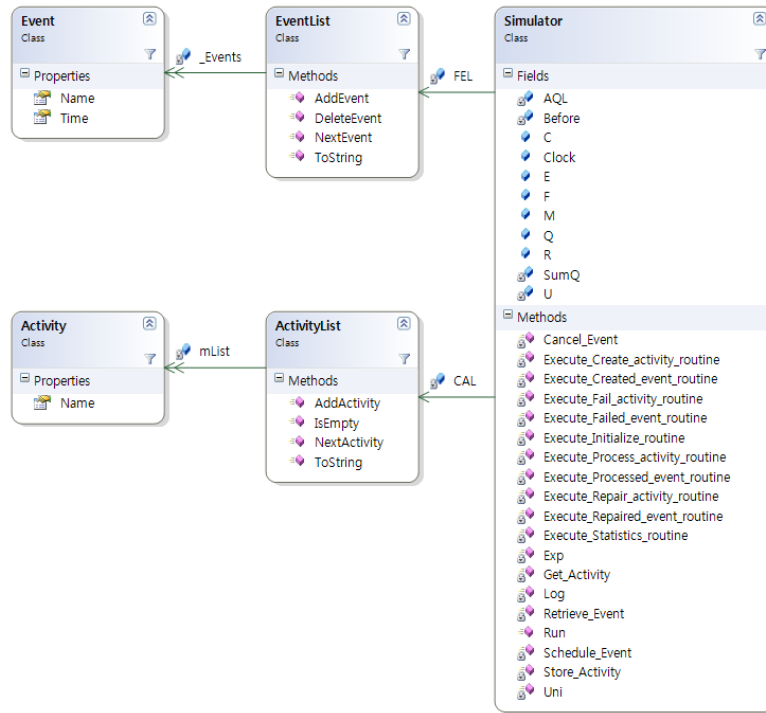 Event
Class
Properties
Name
Time
_Events
EventList
Class
Methods
AddEvent
DeleteEvent
NextEvent
ToString
FEL
Activity
Class
Properties
Name
mList
ActivityList
Class
Methods
AddActivity
IsEmpty
NextActivity
ToString
CAL
Simulator
Class
Fields
AQL
Before
C
Clock
E
F
M
Q
R
SumQ
U
Methods
Cancel_Event
Execute_Create_activity_routine
Execute_Created_event_routine
Execute_Fail_activity_routine
Execute_Failed_event_routine
Execute_Initialize_routine
Execute_Process_activity_routine
Execute_Processed_event_routine
Execute_Repair_activity_routine
Execute_Repaired_event_routine
Execute_Statistics_routine
Exp
Get_Activity
Log
Retrieve_Event
Run
Schedule_Event
Store_Activity
Uni